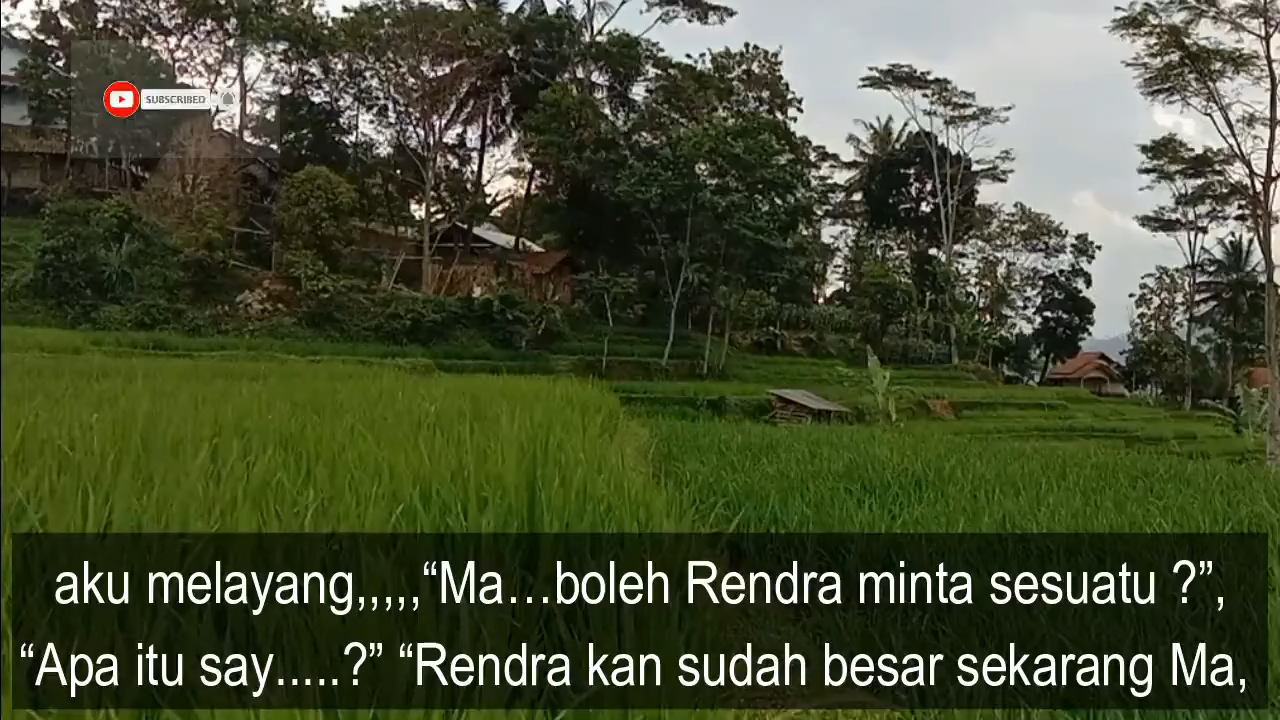 SUBSCRIBED
aku melayang,,,,,“Ma…boleh Rendra minta sesuatu ?”,
“Apa itu say.....?” “Rendra kan sudah besar sekarang Ma,